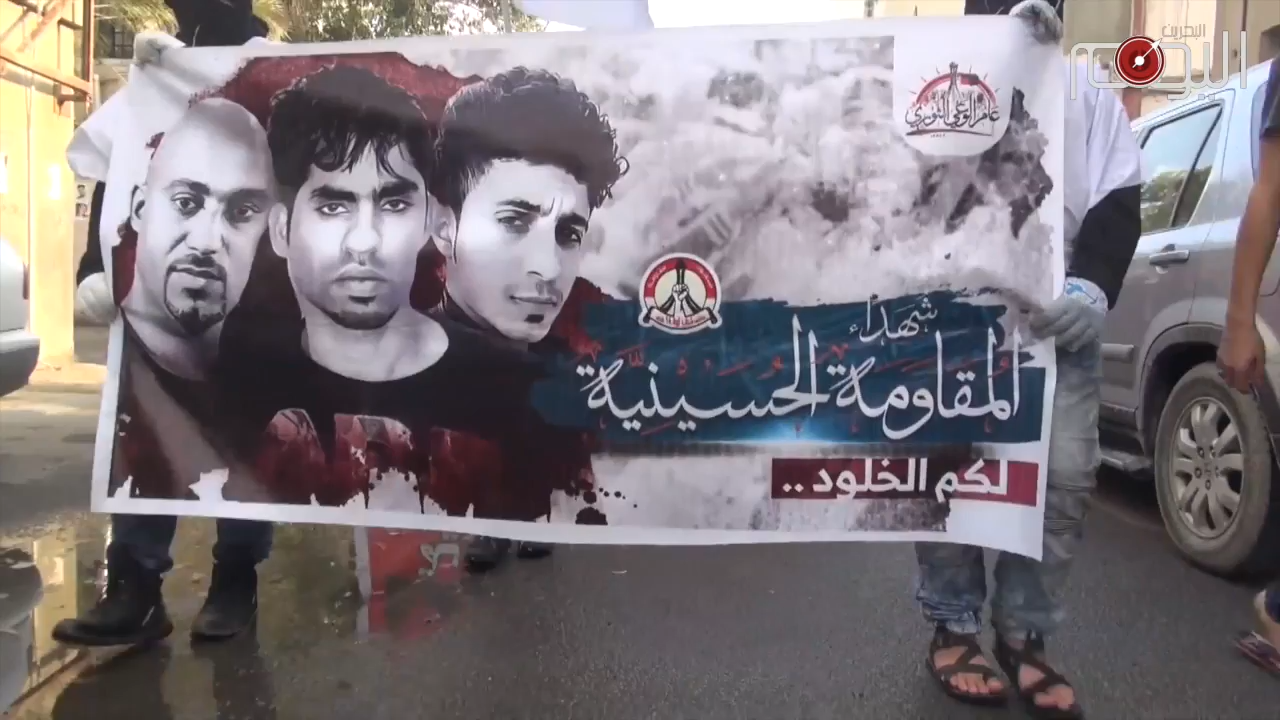 البحرين
اليوم
عام الوعي الثوري
شهداء
المقاومة الحسينية
لكم الخلود ..